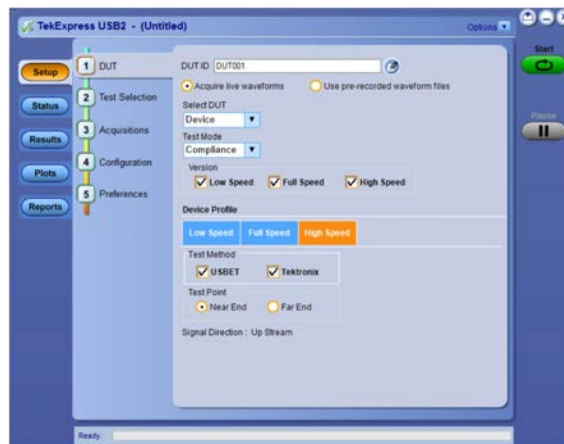 TekExpress USB2 - (Untitled)
Options
Start
Pause
Setup
Status
Results
Plots
Reports
1 DUT
2 Test Selection
3 Acquisitions
4 Configuration
5 Preferences
DUT ID DUT001
Acquire live waveforms Use pre-recorded waveform files
Select DUT
Device
Test Mode
Compliance
Version
Low Speed Full Speed High Speed
Device Profile
Low Speed Full Speed High Speed
Test Method
USBET Tektronix
Test Point
Near End Far End
Signal Direction : Up Stream
Ready.